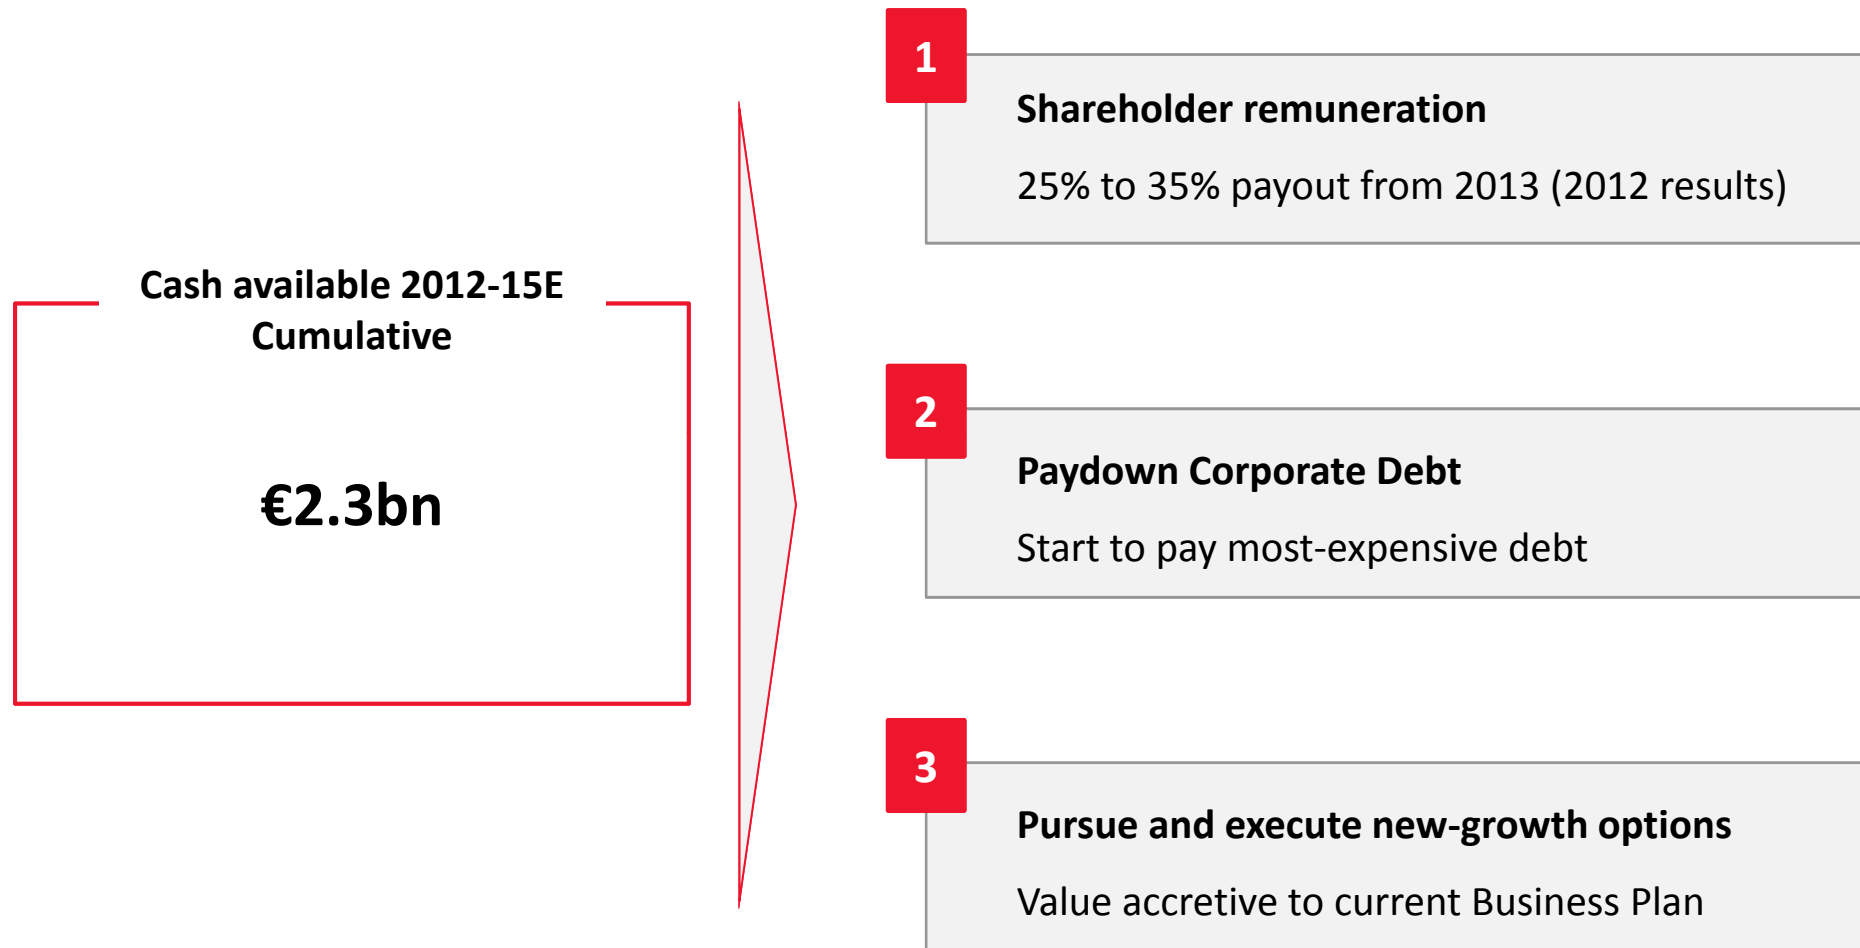 Cash available 2012-15E
Cumulative
€2.3bn
1
Shareholder remuneration
25% to 35% payout from 2013 (2012 results)
2
Paydown Corporate Debt
Start to pay most-expensive debt
3
Pursue and execute new-growth options
Value accretive to current Business Plan